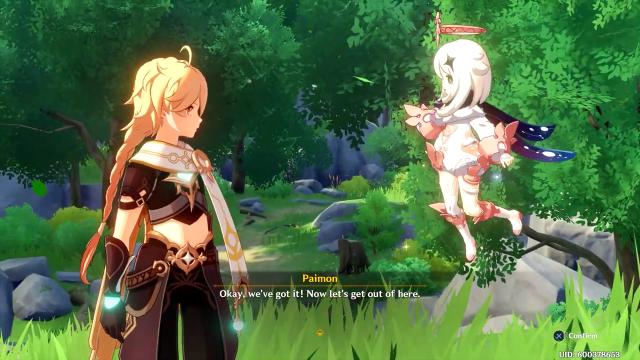 Paimon
Okay, we've got it! Now let's get out of here.
Confirm
UID: 600378653